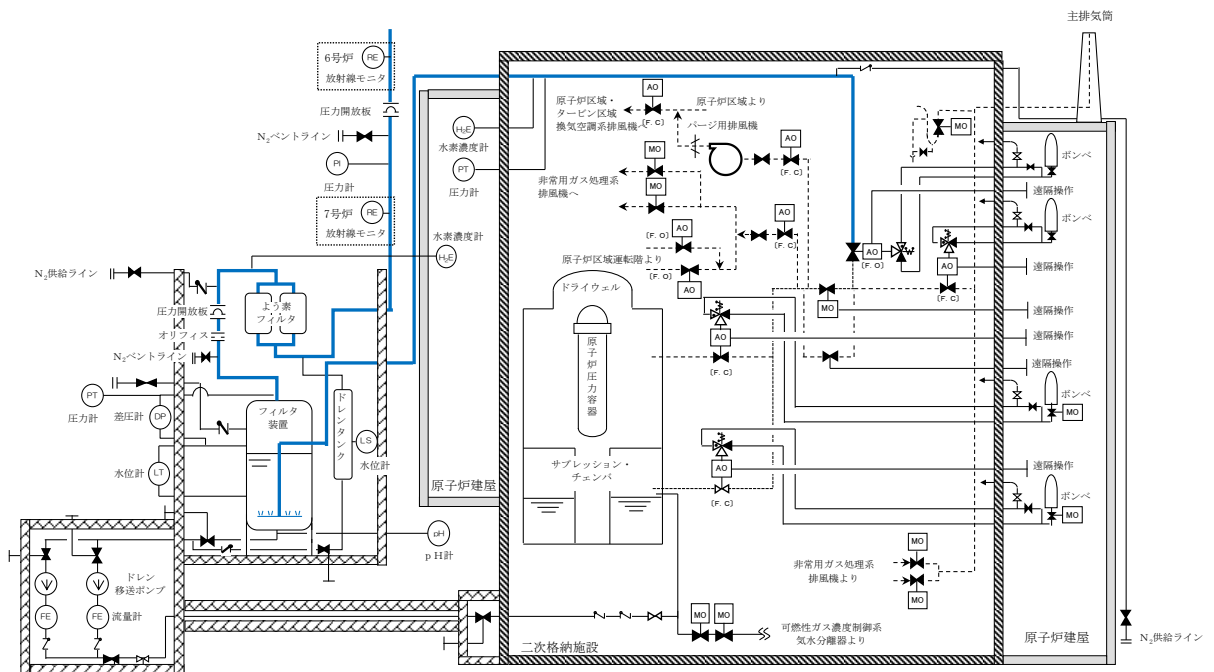 主排気筒
6号炉
RE
放射線モニタ
圧力開放板
N₂ベントライン
PI
圧力計
7号炉
RE
放射線モニタ
H₂E
水素濃度計
PT
圧力計
水素濃度計
H₂E
原子炉建屋
N₂供給ライン
圧力開放板
オリフィス
よう素
フィルタ
N₂ベントライン
PT
圧力計
差圧計
DP
フィルタ
装置
ドレンタンク
LS
水位計
水位計
LT
pH
pH計
ドレン
移送ポンプ
FE
FE
流量計
原子炉区域・
タービン区域
換気空調系排風機へ
AO
(F. C)
原子炉区域より
パージ用排風機
AO
(F. C)
MO
MO
非常用ガス処理系
排風機へ
AO
(F. O)
AO
(F. C)
原子炉区域運転階より
(F. O)
AO
ドライウェル
原子炉圧力容器
サプレッション・
チェンバ
AO
(F. O)
MO
AO
(F. C)
MO
AO
(F. C)
AO
(F. C)
ボンベ
遠隔操作
ボンベ
遠隔操作
遠隔操作
遠隔操作
遠隔操作
ボンベ
MO
遠隔操作
ボンベ
MO
MO
非常用ガス処理系
排風機より
MO
MO
MO
可燃性ガス濃度制御系
気水分離器より
二次格納施設
原子炉建屋
N₂供給ライン